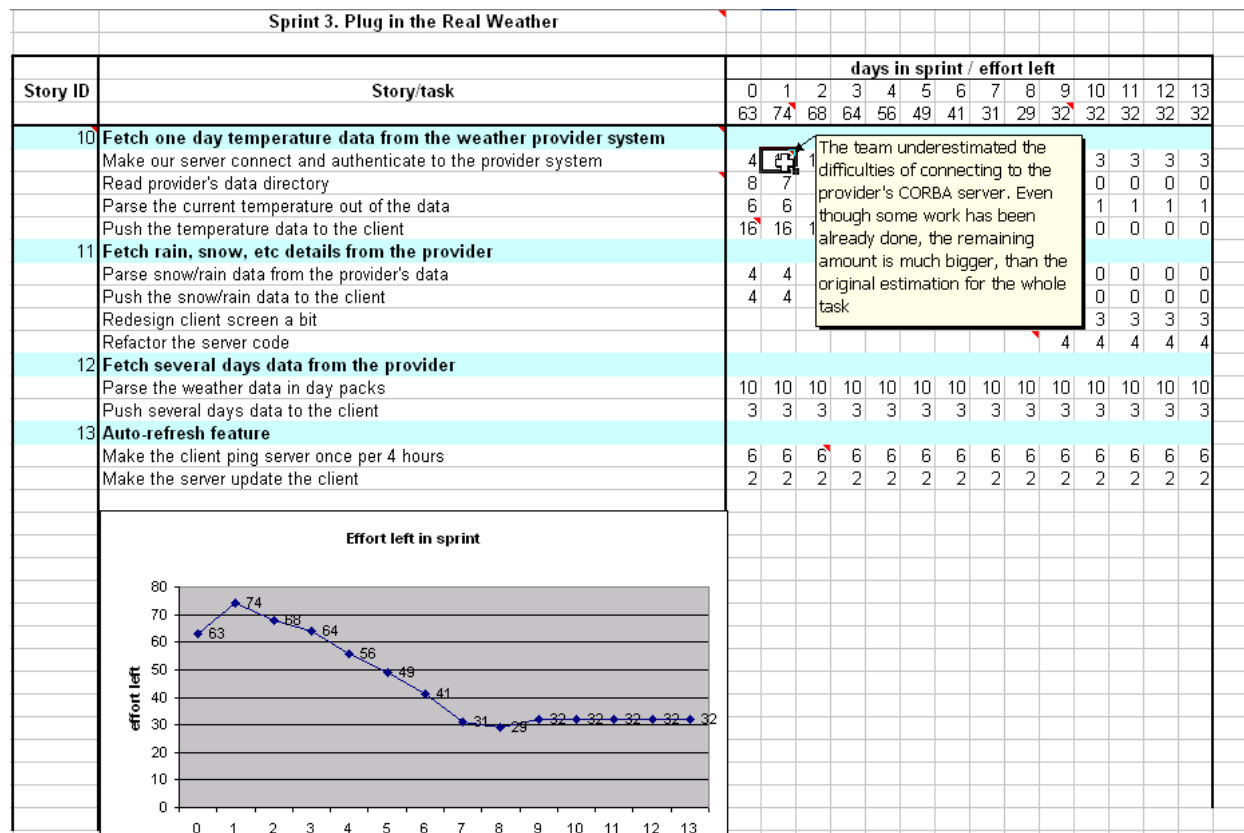 Sprint 3. Plug in the Real Weather
days in sprint / effort left
Story ID Story/task 0 1 2 3 4 5 6 7 8 9 10 11 12 13
63 74 68 64 56 49 41 31 29 32 32 32 32 32
10 Fetch one day temperature data from the weather provider system
Make our server connect and authenticate to the provider system 4 3 3 3 3
Read provider's data directory 8 7 0 0 0 0
Parse the current temperature out of the data 6 6 1 1 1 1
Push the temperature data to the client 16 16 0 0 0 0
The team underestimated the
difficulties of connecting to the
provider's CORBA server. Even
though some work has been
already done, the remaining
amount is much bigger, than the
original estimation for the whole
task
11 Fetch rain, snow, etc details from the provider
Parse snow/rain data from the provider's data 4 4 0 0 0 0
Push the snow/rain data to the client 4 4 0 0 0 0
Redesign client screen a bit 3 3 3 3
Refactor the server code 4 4 4 4 4
12 Fetch several days data from the provider
Parse the weather data in day packs 10 10 10 10 10 10 10 10 10 10 10 10 10 10
Push several days data to the client 3 3 3 3 3 3 3 3 3 3 3 3 3 3
13 Auto-refresh feature
Make the client ping server once per 4 hours 6 6 6 6 6 6 6 6 6 6 6 6 6 6
Make the server update the client 2 2 2 2 2 2 2 2 2 2 2 2 2 2
Effort left in sprint
effort left
80
70
60
50
40
30
20
10
0
63 74 68 64 56 49 41 31 29 32 32 32 32 32
0 1 2 3 4 5 6 7 8 9 10 11 12 13